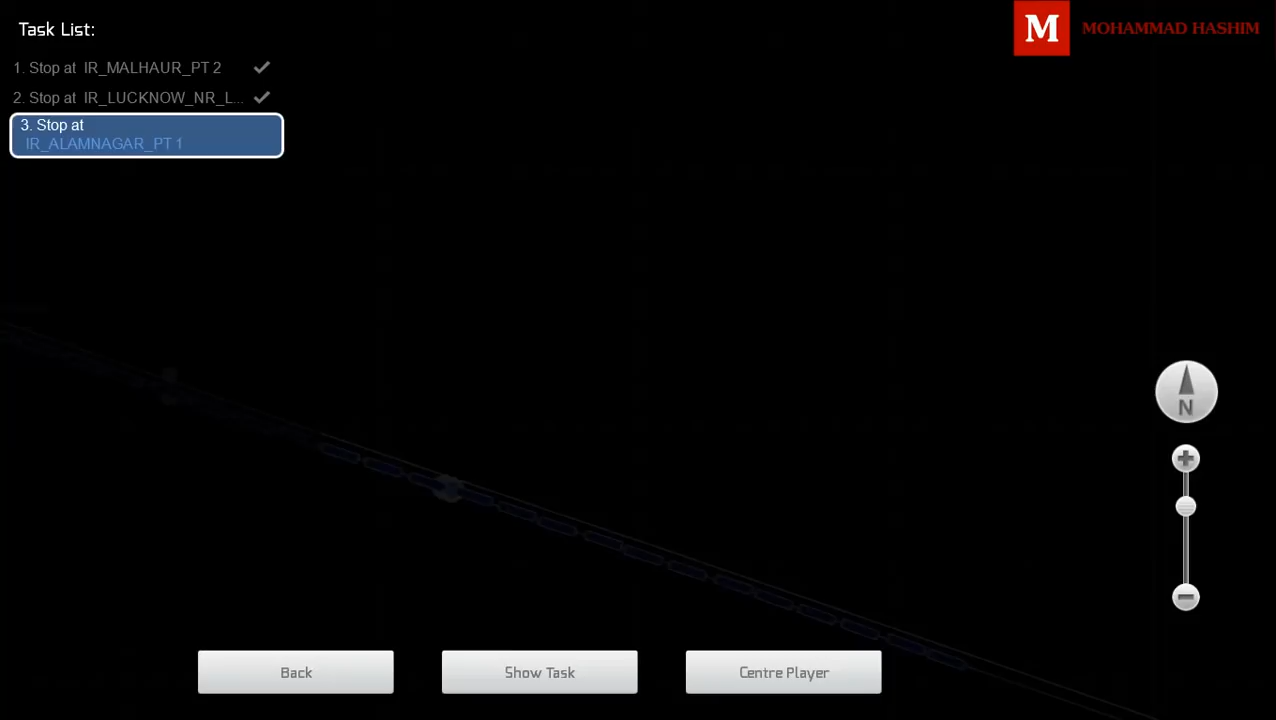 Task List:
M MOHAMMAD HASHIM
1. Stop at IR_MALHAUR_PT 2
2. Stop at IR_LUCKNOW_NR_L...
3. Stop at
IR_ALAMNAGAR_PT 1
N
Back
Show Task
Centre Player